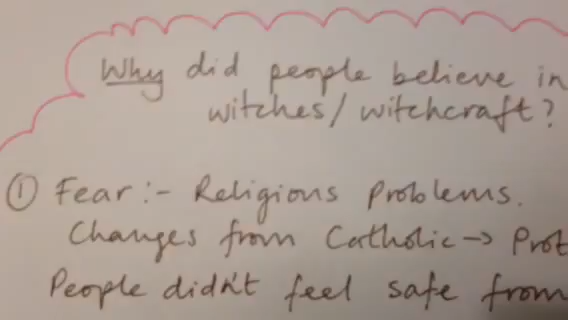 Why did people believe in
witches/witchcraft?
① Fear:- Religious Problems.
Changes from Catholic → Prot
People didn't feel safe from